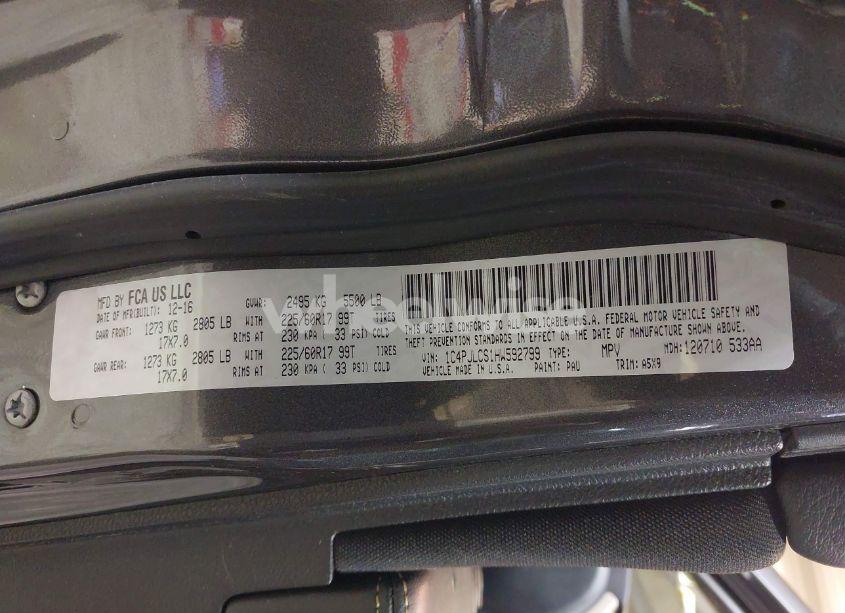 MFD BY FCA US LLC
DATE OF MFR(BUILT): 12-16
GVWR: 2495 KG 5500 LB
GAWR FRONT: 1273 KG 2805 LB WITH 225/60R17 99T TIRES
17X7.0 RIMS AT 230 KPA ( 33 PSI) COLD
GAWR REAR: 1273 KG 2805 LB WITH 225/60R17 99T TIRES
17X7.0 RIMS AT 230 KPA ( 33 PSI) COLD
THIS VEHICLE CONFORMS TO ALL APPLICABLE U.S.A. FEDERAL MOTOR VEHICLE SAFETY AND
THEFT PREVENTION STANDARDS IN EFFECT ON THE DATE OF MANUFACTURE SHOWN ABOVE.
VIN: 1C4PJLCS1HW592799 TYPE: MPV MDH: 120710 533AA
VEHICLE MADE IN U.S.A. PAINT: PAU TRIM: A5X9
wheelwise